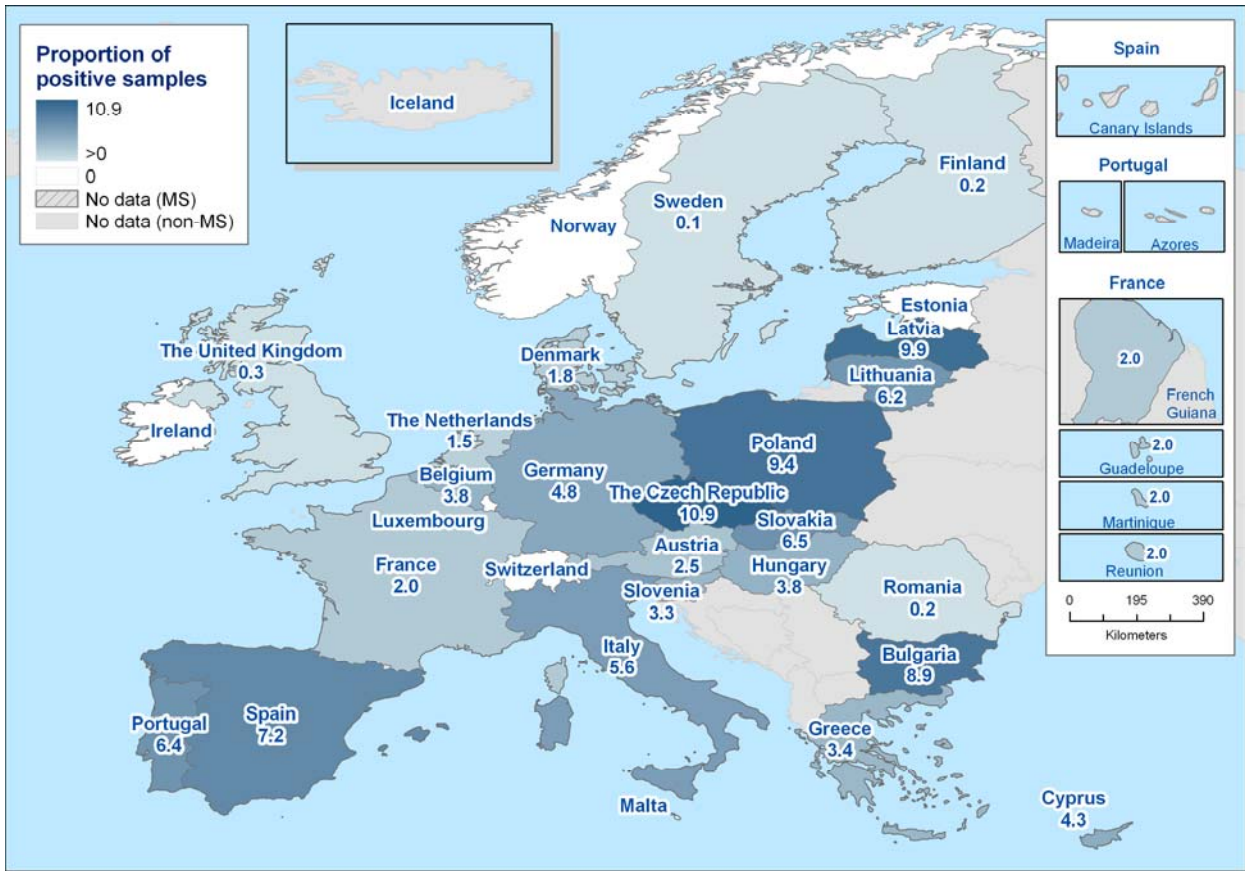 Proportion of
positive samples
10.9
>0
0
No data (MS)
No data (non-MS)
Iceland
Norway
Sweden
0.1
Finland
0.2
Estonia
Latvia
9.9
Lithuania
6.2
The United Kingdom
0.3
Ireland
Denmark
1.8
The Netherlands
1.5
Belgium
3.8
Luxembourg
Germany
4.8
Poland
9.4
The Czech Republic
10.9
Slovakia
6.5
Austria
2.5
Hungary
3.8
France
2.0
Switzerland
Slovenia
3.3
Romania
0.2
Italy
5.6
Bulgaria
8.9
Portugal
6.4
Spain
7.2
Greece
3.4
Malta
Cyprus
4.3
Spain
Canary Islands
Portugal
Madeira
Azores
France
2.0
French
Guiana
2.0
Guadeloupe
2.0
Martinique
2.0
Reunion
0 195 390
Kilometers